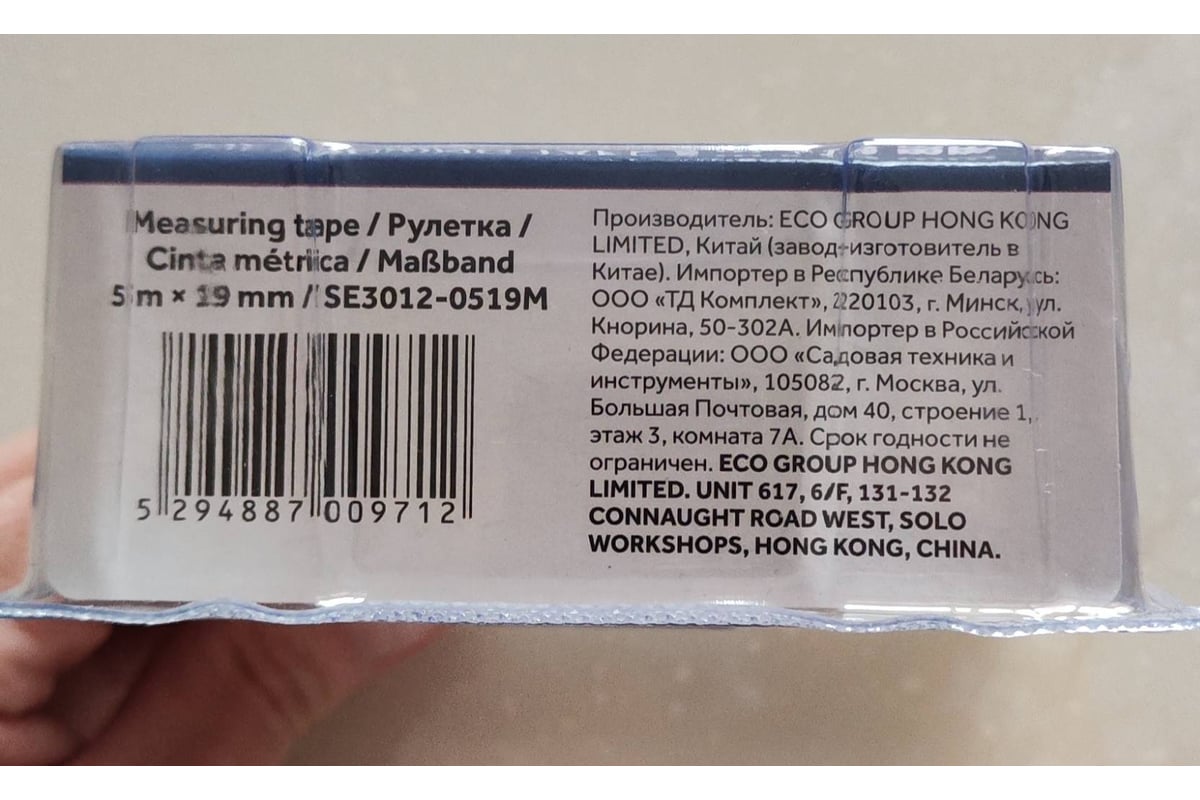 Measuring tape / Рулетка /
Cinta métrica / Maßband
5 m × 19 mm / SE3012-0519M
5 294887 009712
Производитель: ECO GROUP HONG KONG
LIMITED, Китай (завод-изготовитель в
Китае). Импортер в Республике Беларусь:
ООО «ТД Комплект», 220103, г. Минск, ул.
Кнорина, 50-302А. Импортер в Российской
Федерации: ООО «Садовая техника и
инструменты», 105082, г. Москва, ул.
Большая Почтовая, дом 40, строение 1,
этаж 3, комната 7А. Срок годности не
ограничен. ECO GROUP HONG KONG
LIMITED. UNIT 617, 6/F, 131-132
CONNAUGHT ROAD WEST, SOLO
WORKSHOPS, HONG KONG, CHINA.